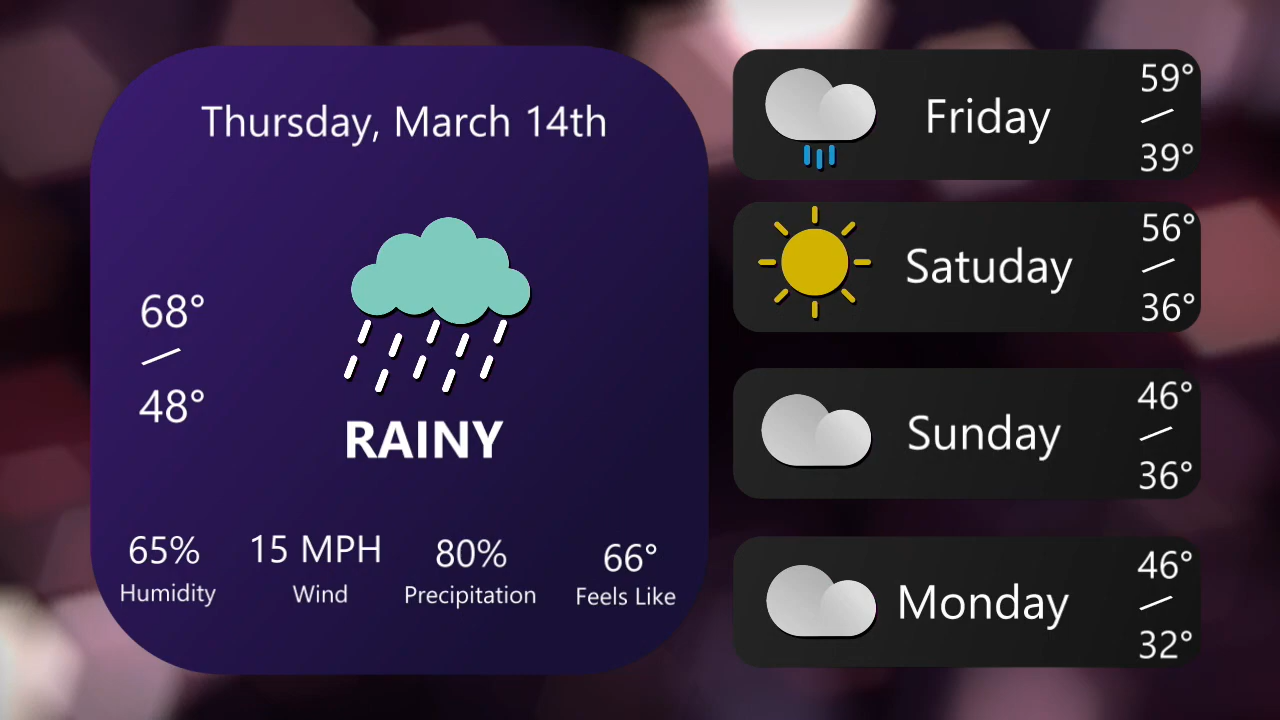 Thursday, March 14th
68°
48°
RAINY
65%
Humidity
15 MPH
Wind
80%
Precipitation
66°
Feels Like
Friday
59°
39°
Satuday
56°
36°
Sunday
46°
36°
Monday
46°
32°